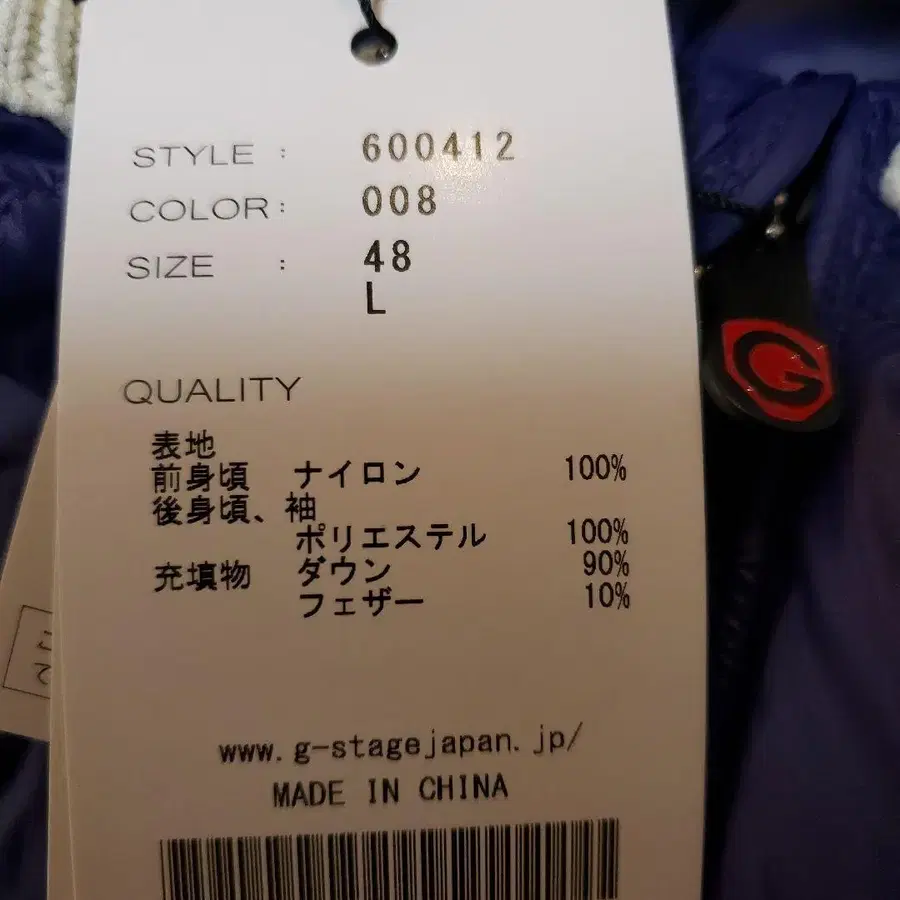 STYLE : 600412
COLOR: 008
SIZE : 48
L
QUALITY
表地
前身頃 ナイロン 100%
後身頃、袖
ポリエステル 100%
充填物 ダウン 90%
フェザー 10%
www.g-stagejapan.jp/
MADE IN CHINA
G